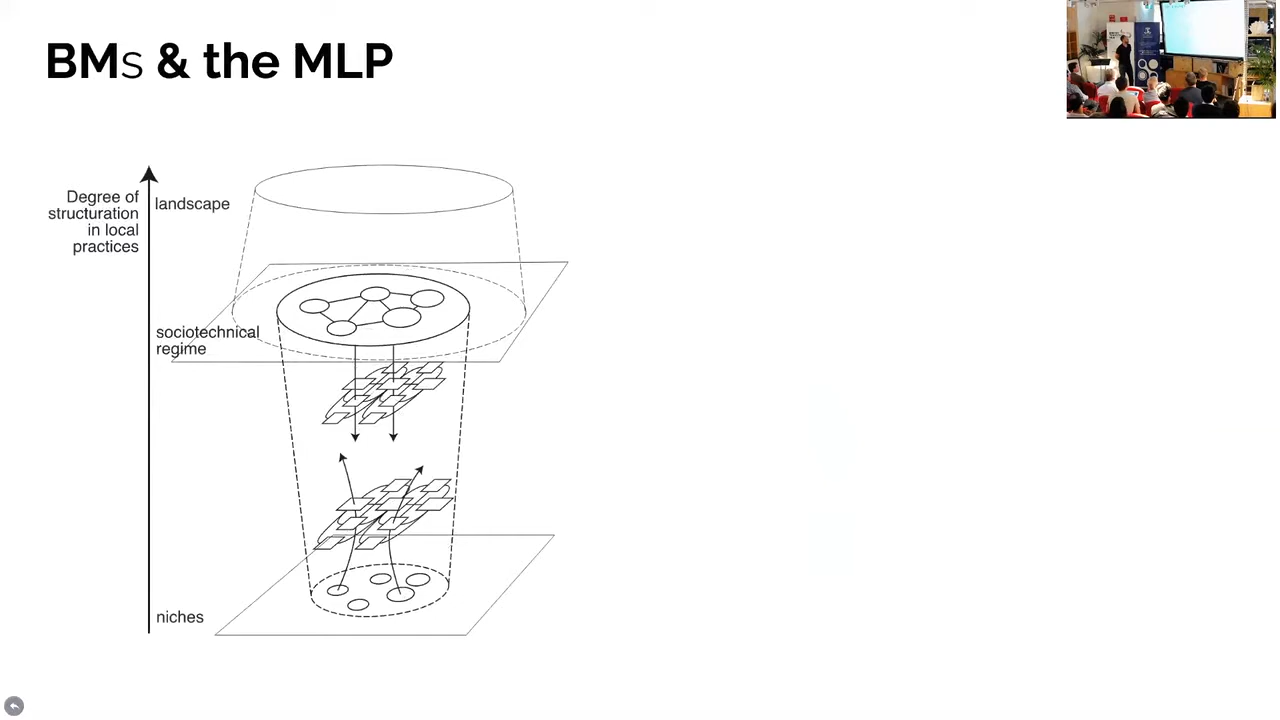 BMs & the MLP
Degree of
structuration
in local
practices
landscape
sociotechnical
regime
niches